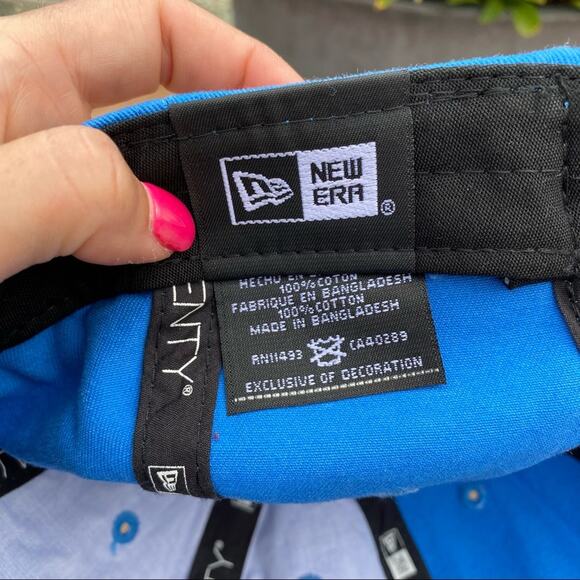 NEW
ERA
®
HECHO EN
100% COTON
FABRIQUE EN BANGLADESH
100% COTTON
MADE IN BANGLADESH
RN11493 CA40289
EXCLUSIVE OF DECORATION
ENTY®